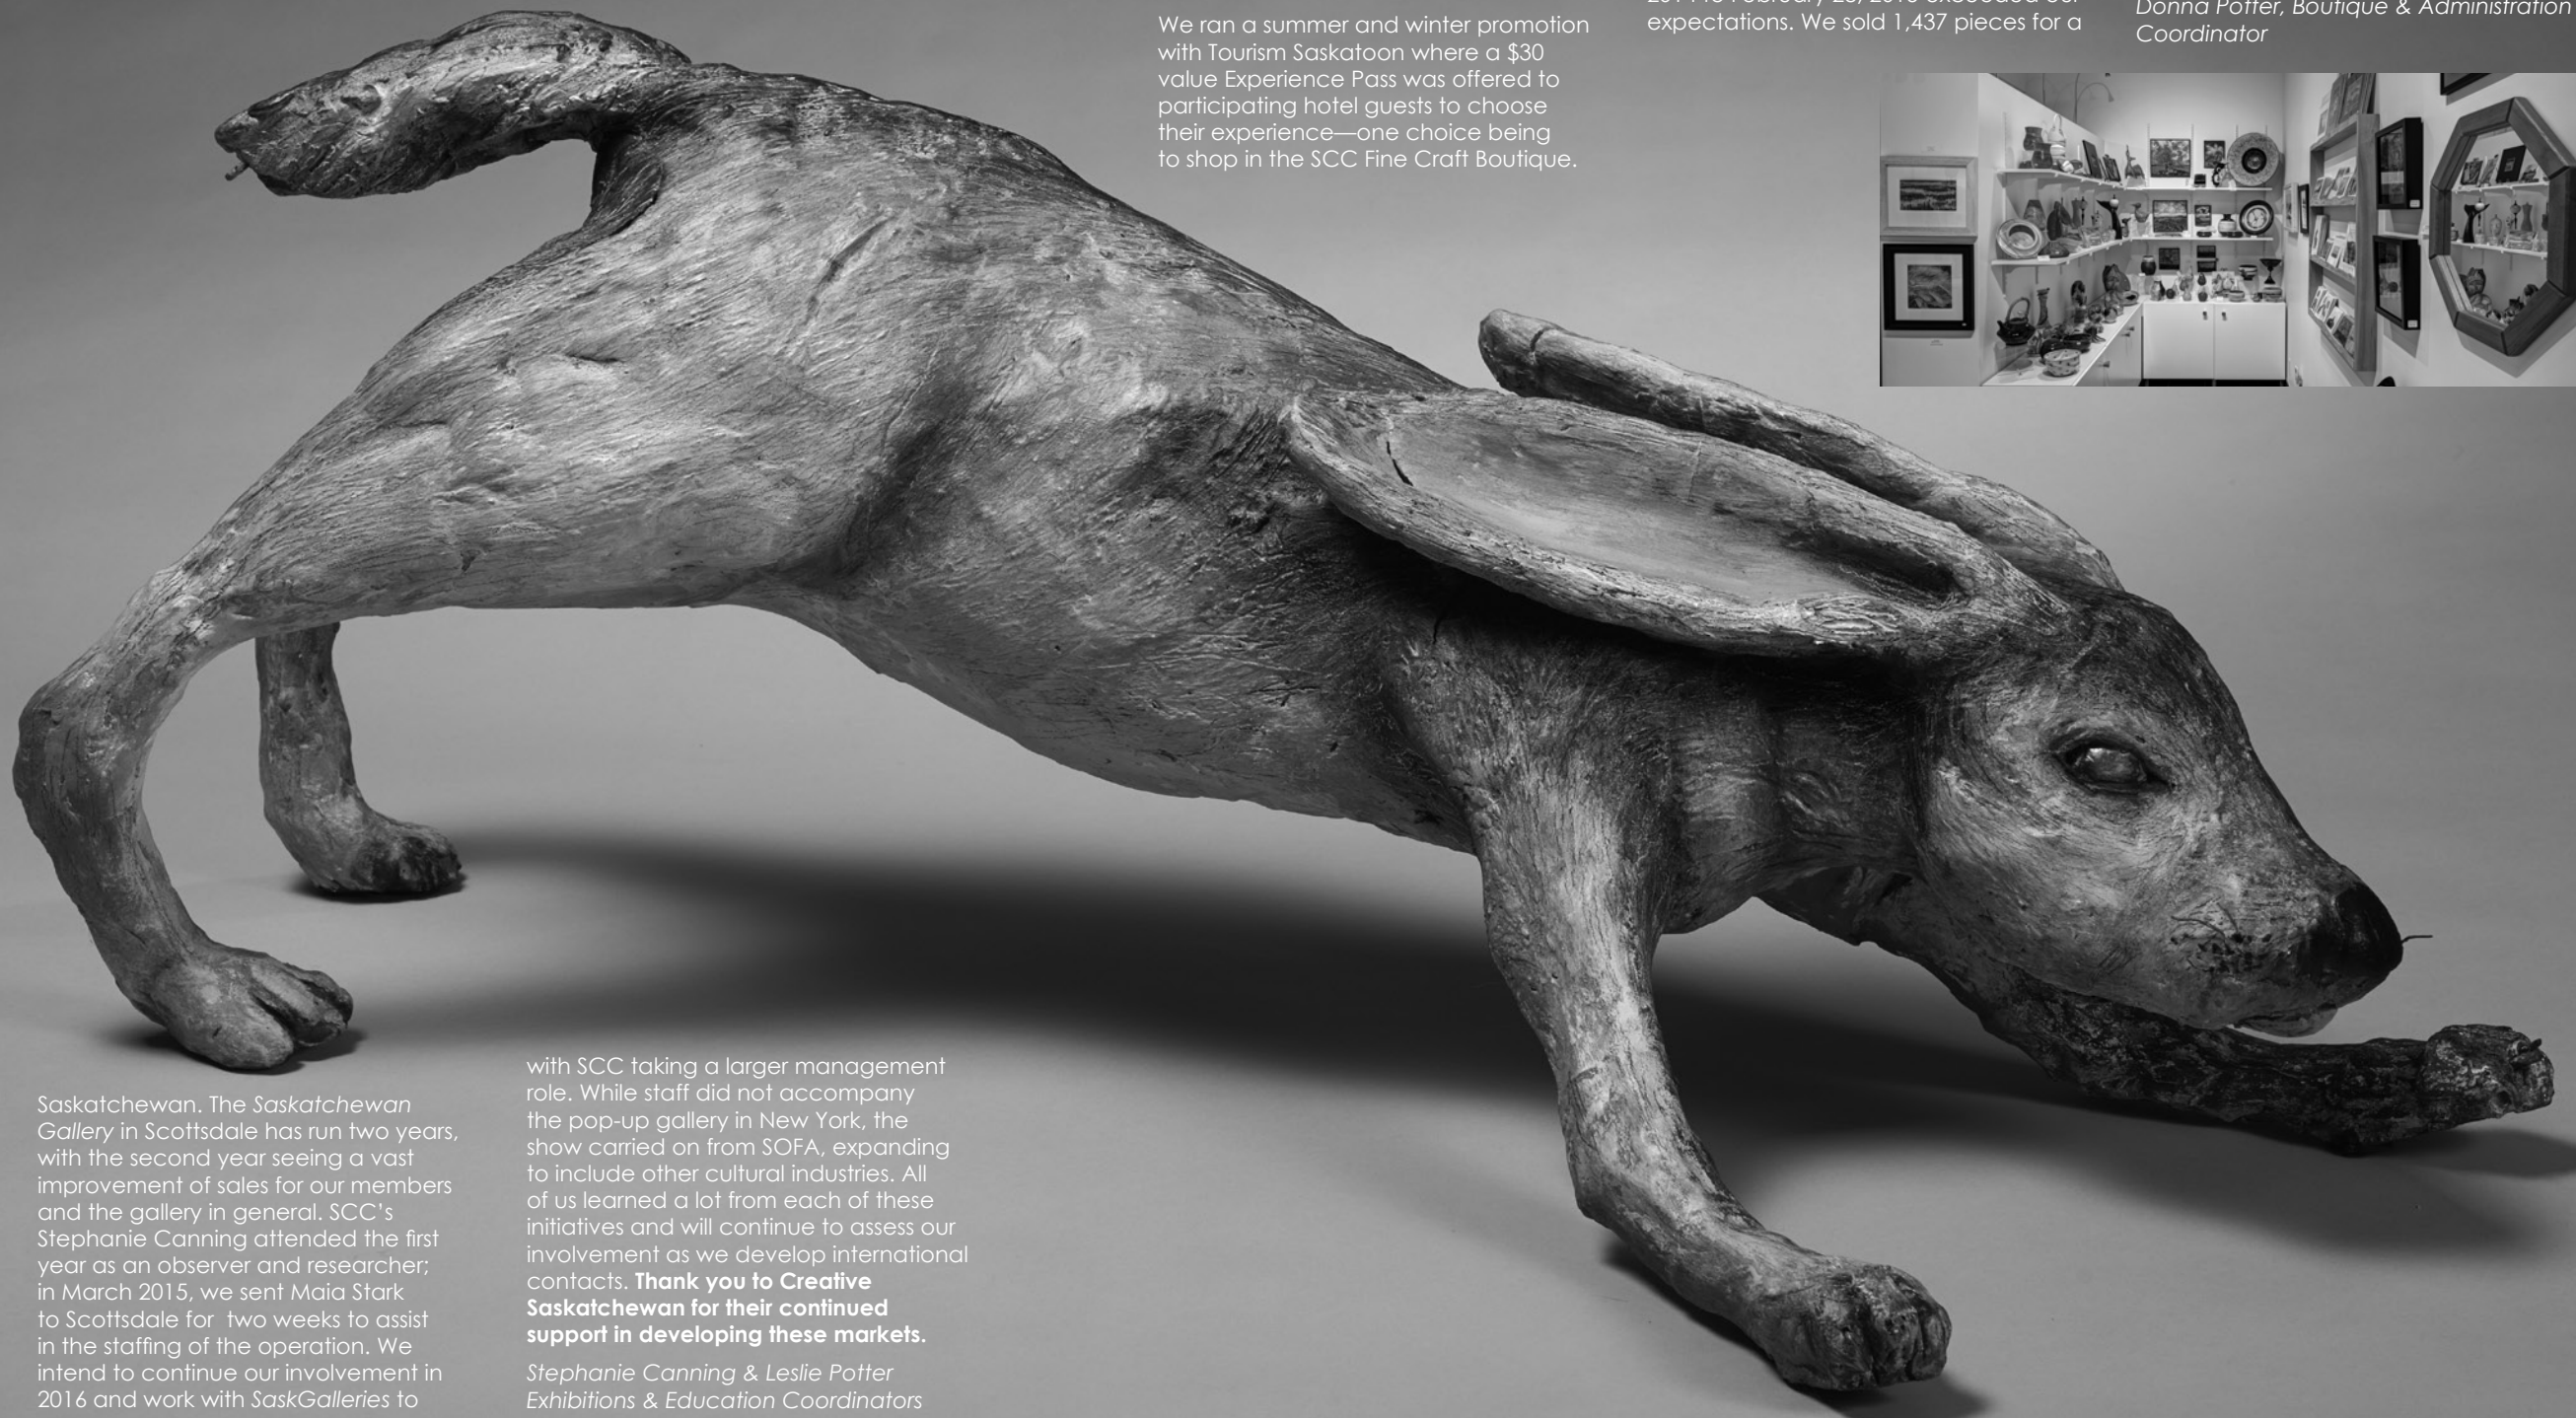 Saskatchewan. The Saskatchewan
Gallery in Scottsdale has run two years,
with the second year seeing a vast
improvement of sales for our members
and the gallery in general. SCC's
Stephanie Canning attended the first
year as an observer and researcher;
in March 2015, we sent Maia Stark
to Scottsdale for two weeks to assist
in the staffing of the operation. We
intend to continue our involvement in
2016 and work with SaskGalleries to
with SCC taking a larger management
role. While staff did not accompany
the pop-up gallery in New York, the
show carried on from SOFA, expanding
to include other cultural industries. All
of us learned a lot from each of these
initiatives and will continue to assess our
involvement as we develop international
contacts. Thank you to Creative
Saskatchewan for their continued
support in developing these markets.
Stephanie Canning & Leslie Potter
Exhibitions & Education Coordinators
We ran a summer and winter promotion
with Tourism Saskatoon where a $30
value Experience Pass was offered to
participating hotel guests to choose
their experience—one choice being
to shop in the SCC Fine Craft Boutique.
to February exceeded our
expectations. We sold 1,437 pieces for a
Donna Potter, Boutique & Administration
Coordinator